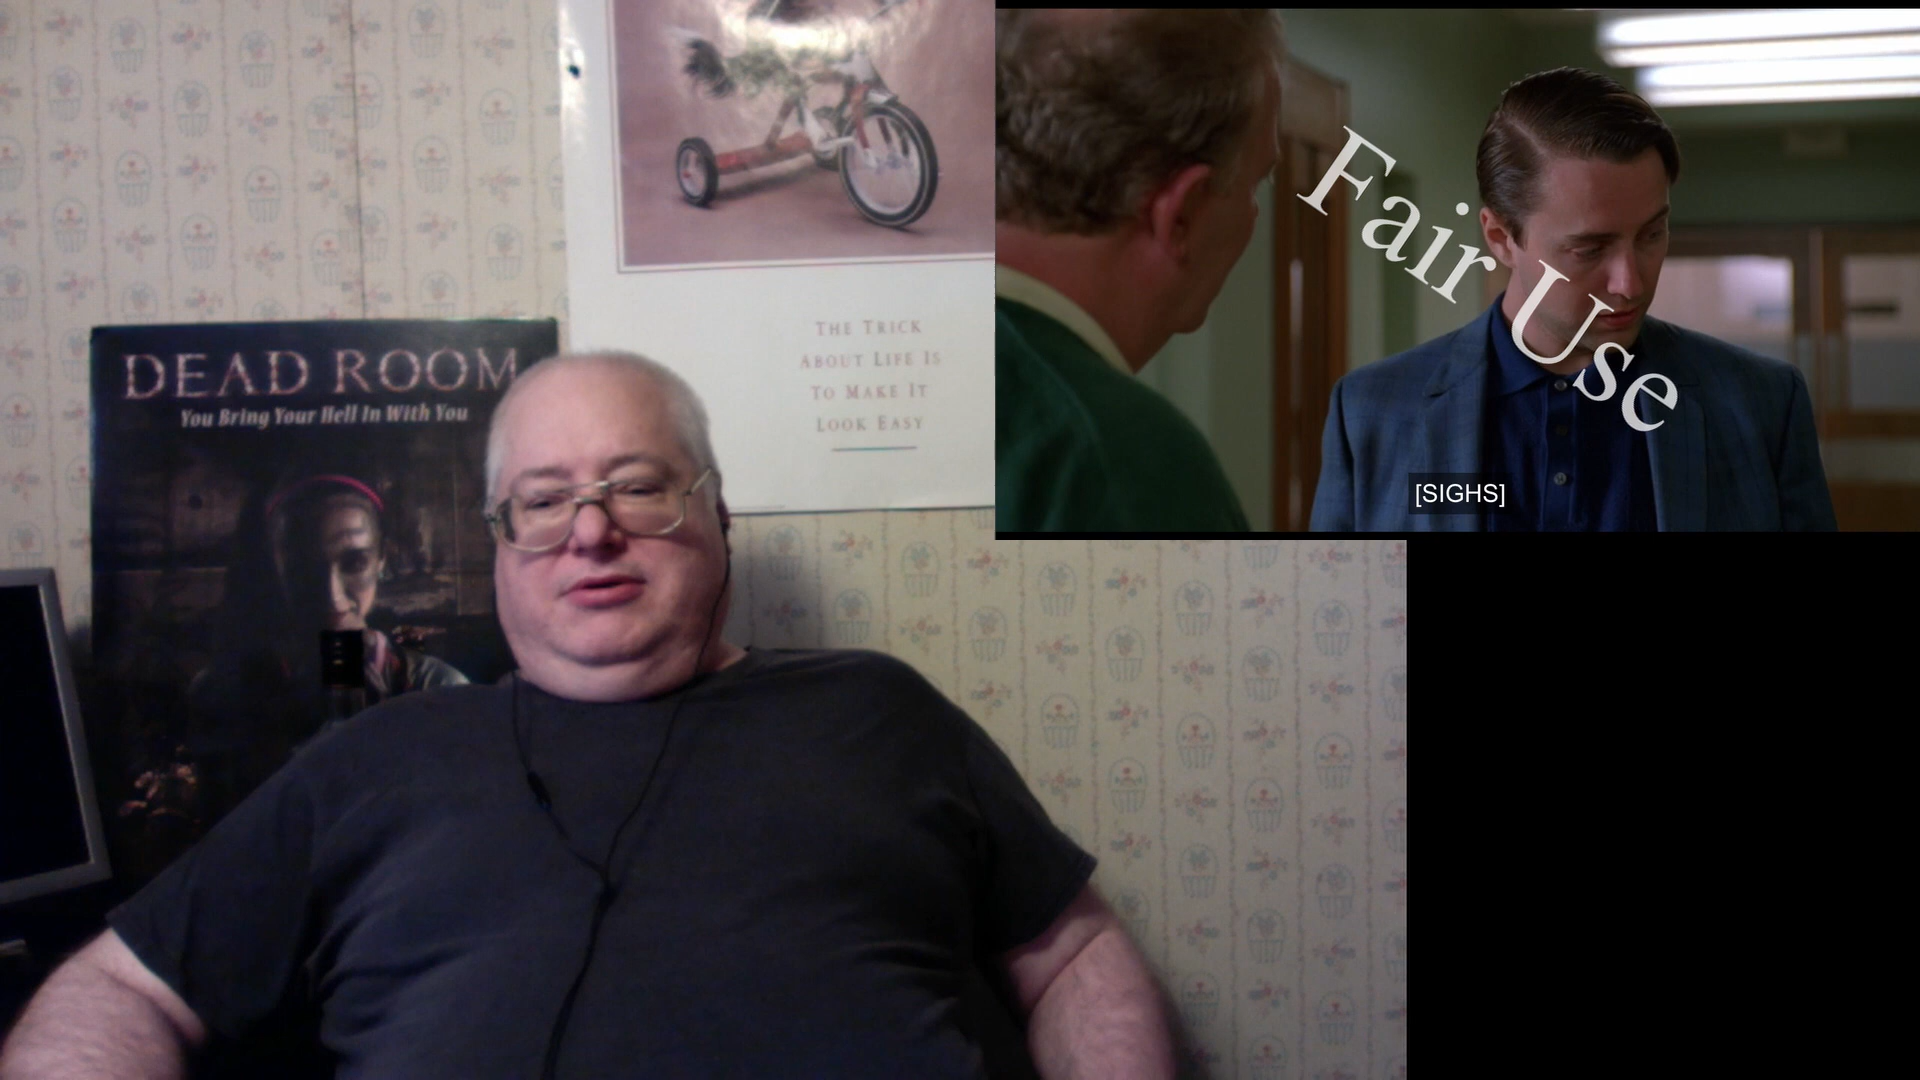 DEAD ROOM
You Bring Your Hell In With You
THE TRICK
ABOUT LIFE IS
TO MAKE IT
LOOK EASY
Fair Use
[SIGHS]